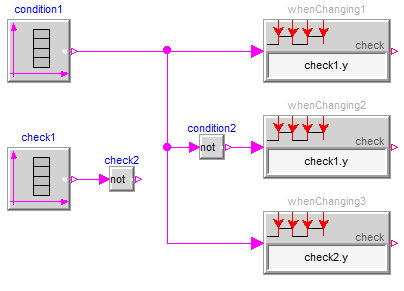 condition1
whenChanging1
check
check1.y
whenChanging2
condition2
not
check
check1.y
check1
check2
not
whenChanging3
check
check2.y